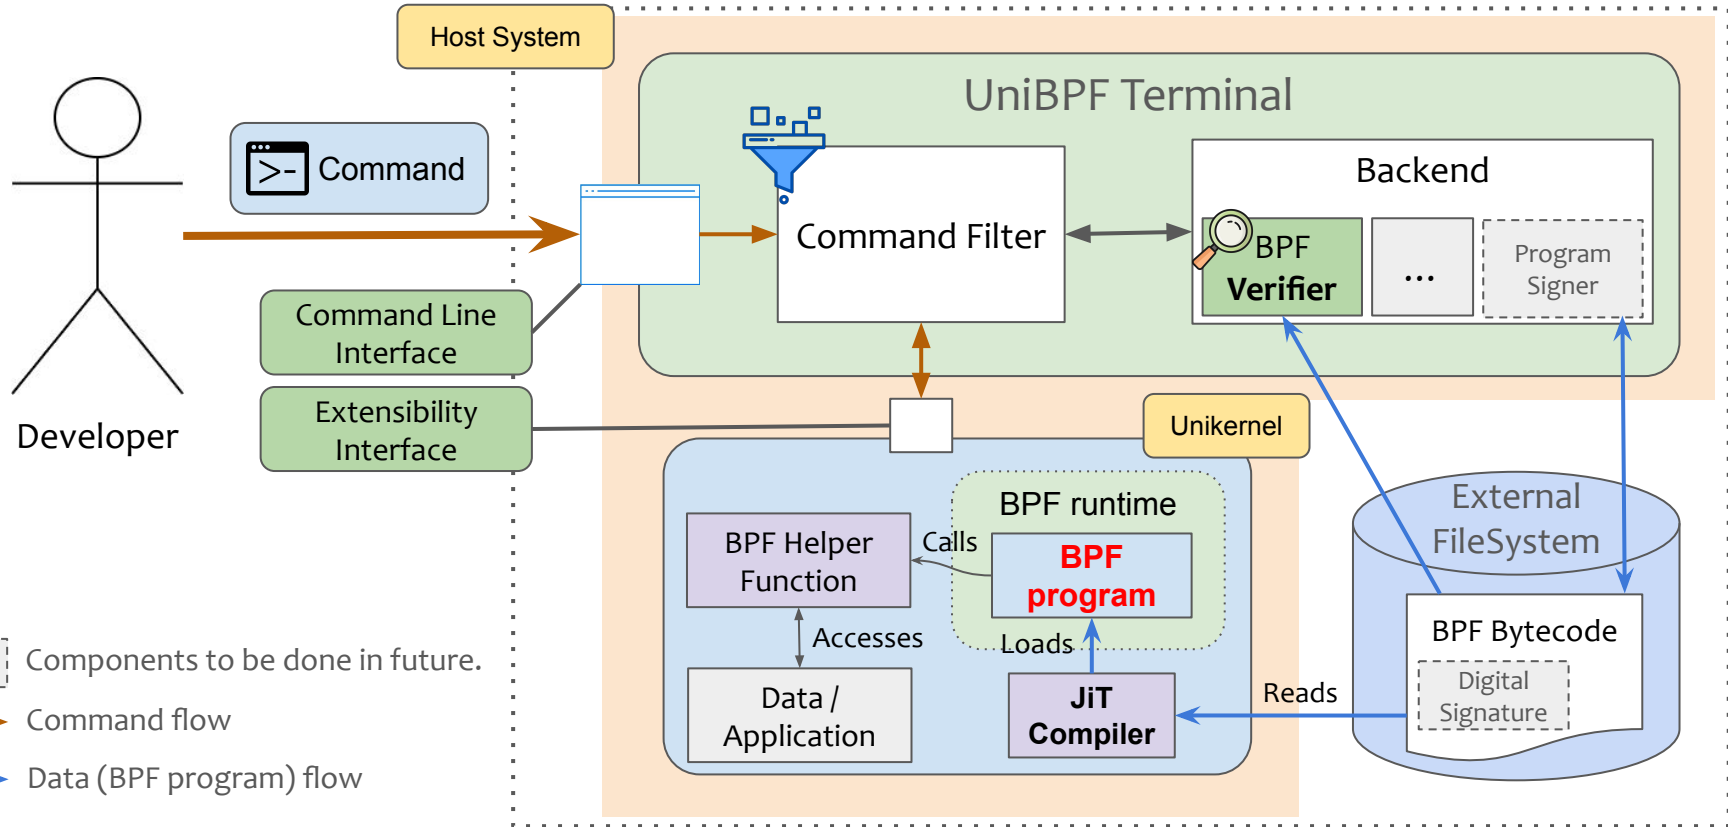 Host System
UniBPF Terminal
>- Command
Command Filter
Backend
BPF
Verifier
...
Program
Signer
Command Line
Interface
Extensibility
Interface
Developer
Unikernel
BPF runtime
BPF Helper
Function
Calls
BPF
program
Accesses
Loads
Data /
Application
JiT
Compiler
Reads
External
FileSystem
BPF Bytecode
Digital
Signature
Components to be done in future.
Command flow
Data (BPF program) flow